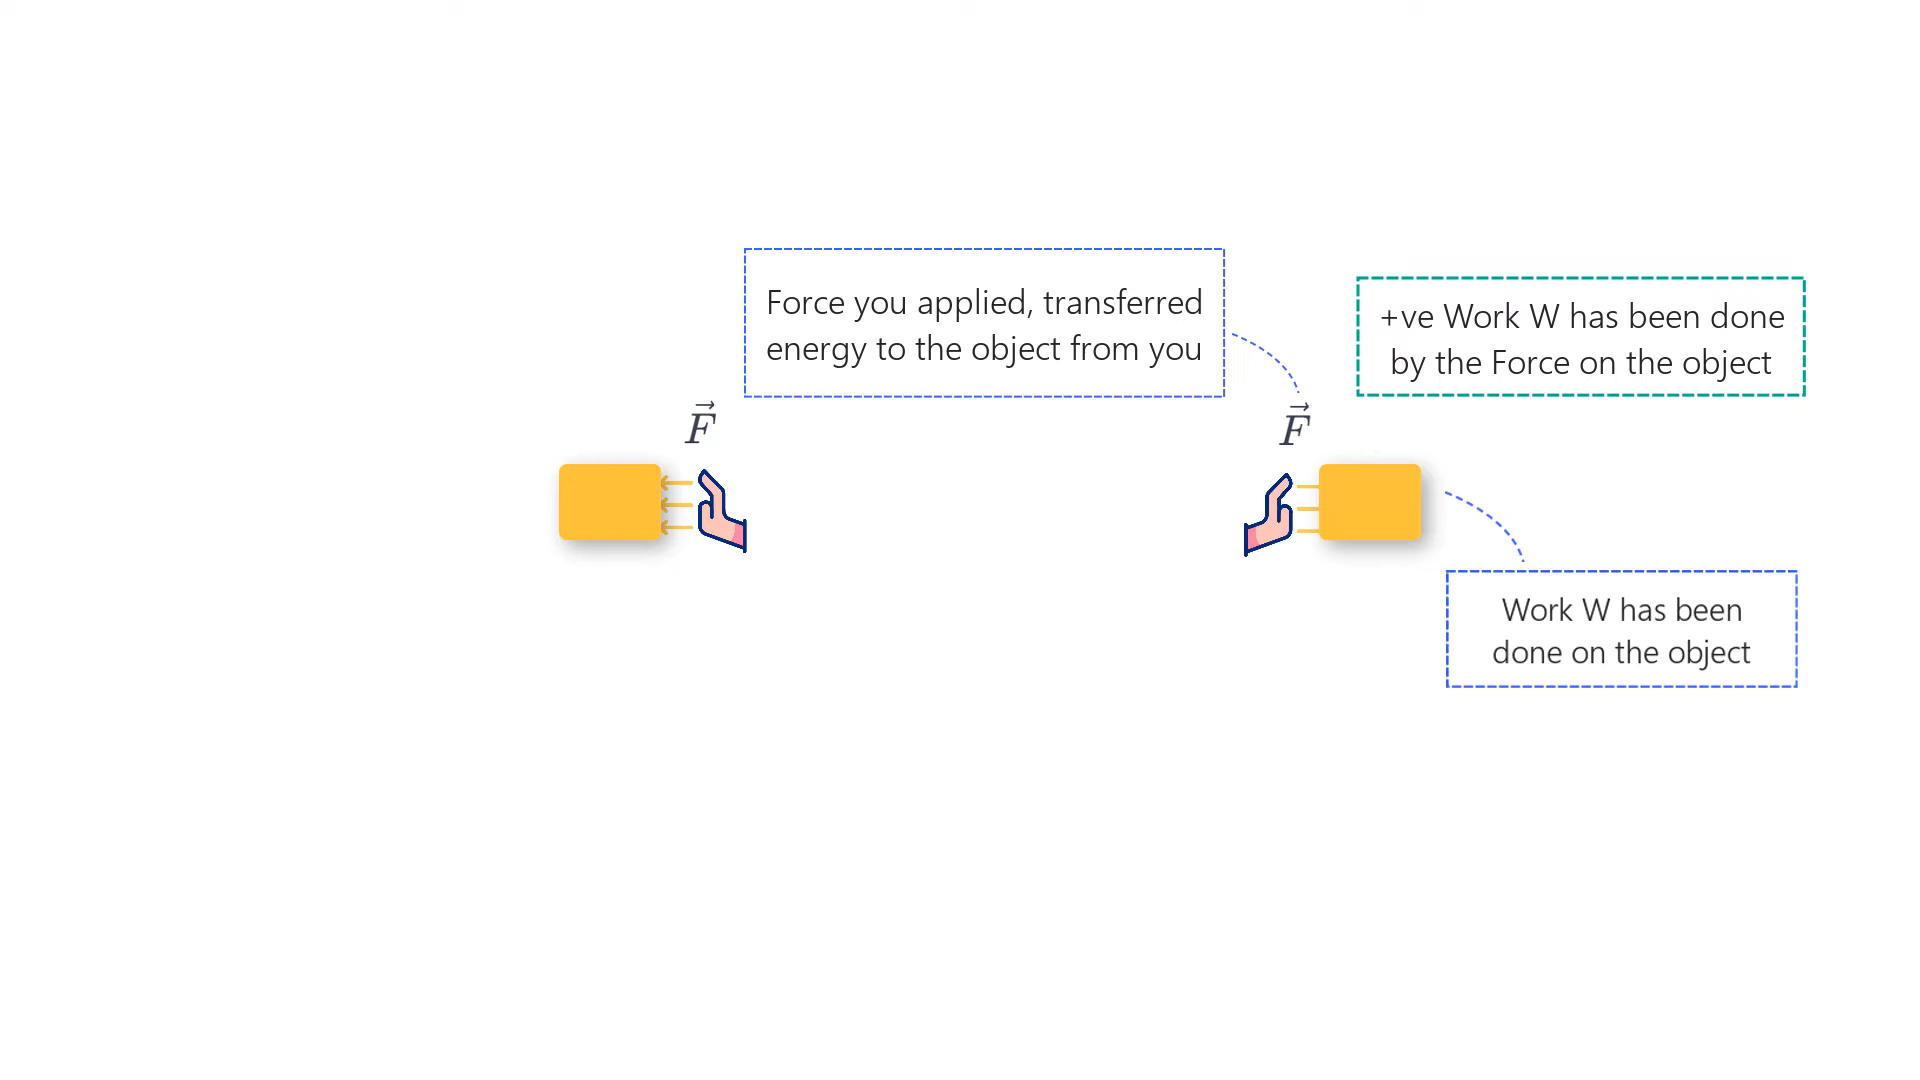 Force you applied, transferred
energy to the object from you
+ve Work W has been done
by the Force on the object
F⃗
F⃗
Work W has been
done on the object